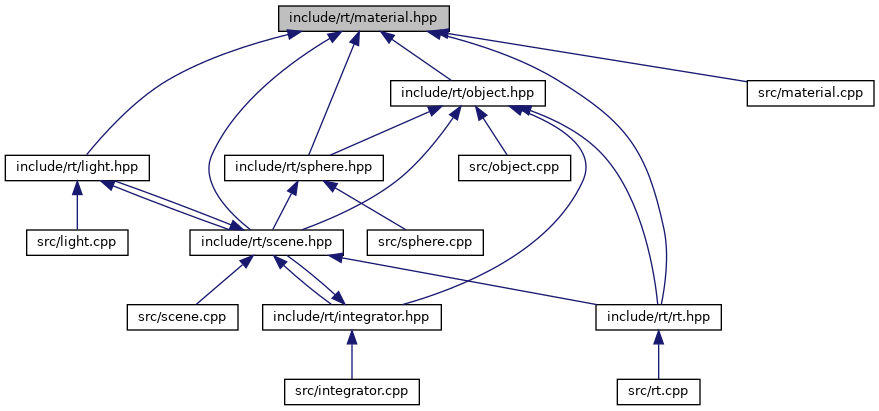 include/rt/material.hpp
include/rt/object.hpp
src/material.cpp
include/rt/light.hpp
include/rt/sphere.hpp
src/object.cpp
src/light.cpp
include/rt/scene.hpp
src/sphere.cpp
src/scene.cpp
include/rt/integrator.hpp
include/rt/rt.hpp
src/integrator.cpp
src/rt.cpp